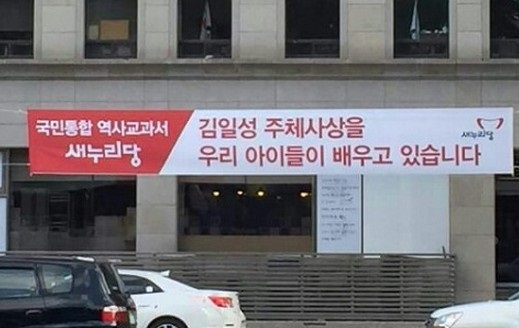 국민통합 역사교과서
새누리당
김일성 주체사상을
우리 아이들이 배우고 있습니다
새누리당